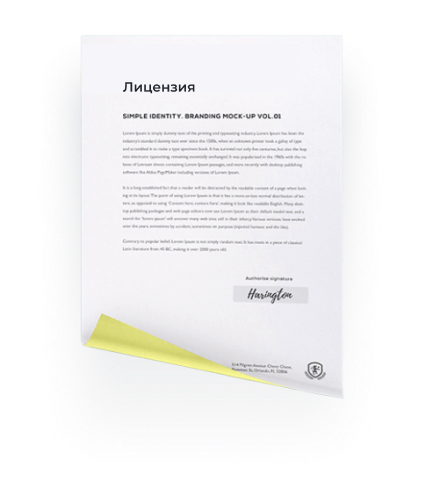 Лицензия
SIMPLE IDENTITY. BRANDING MOCK-UP VOL.01
Lorem Ipsum is simply dummy text of the printing and typesetting industry. Lorem Ipsum has been the
industry's standard dummy text ever since the 1500s, when an unknown printer took a galley of type
and scrambled it to make a type specimen book. It has survived not only five centuries, but also the leap
into electronic typesetting, remaining essentially unchanged. It was popularised in the 1960s with the re-
lease of Letraset sheets containing Lorem Ipsum passages, and more recently with desktop publishing
software like Aldus PageMaker including versions of Lorem Ipsum.
It is a long established fact that a reader will be distracted by the readable content of a page when look-
ing at its layout. The point of using Lorem Ipsum is that it has a more-or-less normal distribution of let-
ters, as opposed to using 'Content here, content here', making it look like readable English. Many desk-
top publishing packages and web page editors now use Lorem Ipsum as their default model text, and a
search for 'lorem ipsum' will uncover many web sites still in their infancy. Various versions have evolved
over the years, sometimes by accident, sometimes on purpose (injected humour and the like).
Contrary to popular belief, Lorem Ipsum is not simply random text. It has roots in a piece of classical
Latin literature from 45 BC, making it over 2000 years old.
Authorise signature
Harington